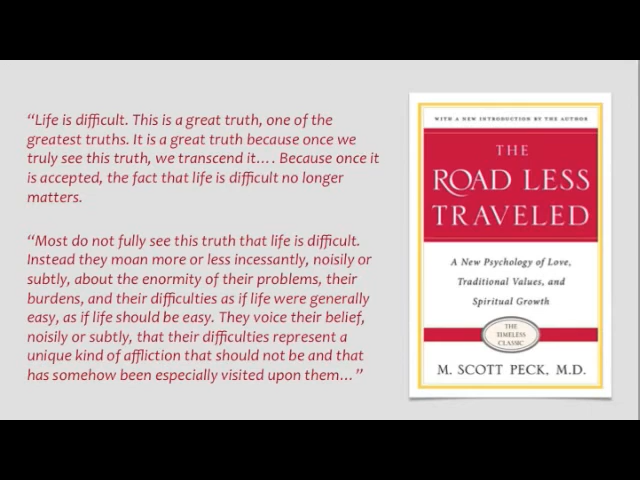 “Life is difficult. This is a great truth, one of the
greatest truths. It is a great truth because once we
truly see this truth, we transcend it…. Because once it
is accepted, the fact that life is difficult no longer
matters.
“Most do not fully see this truth that life is difficult.
Instead they moan more or less incessantly, noisily or
subtly, about the enormity of their problems, their
burdens, and their difficulties as if life were generally
easy, as if life should be easy. They voice their belief,
noisily or subtly, that their difficulties represent a
unique kind of affliction that should not be and that
has somehow been especially visited upon them…”
WITH A NEW INTRODUCTION BY THE AUTHOR
THE
ROAD LESS
TRAVELED
A New Psychology of Love,
Traditional Values, and
Spiritual Growth
THE
TIMELESS
CLASSIC
M. SCOTT PECK, M.D.